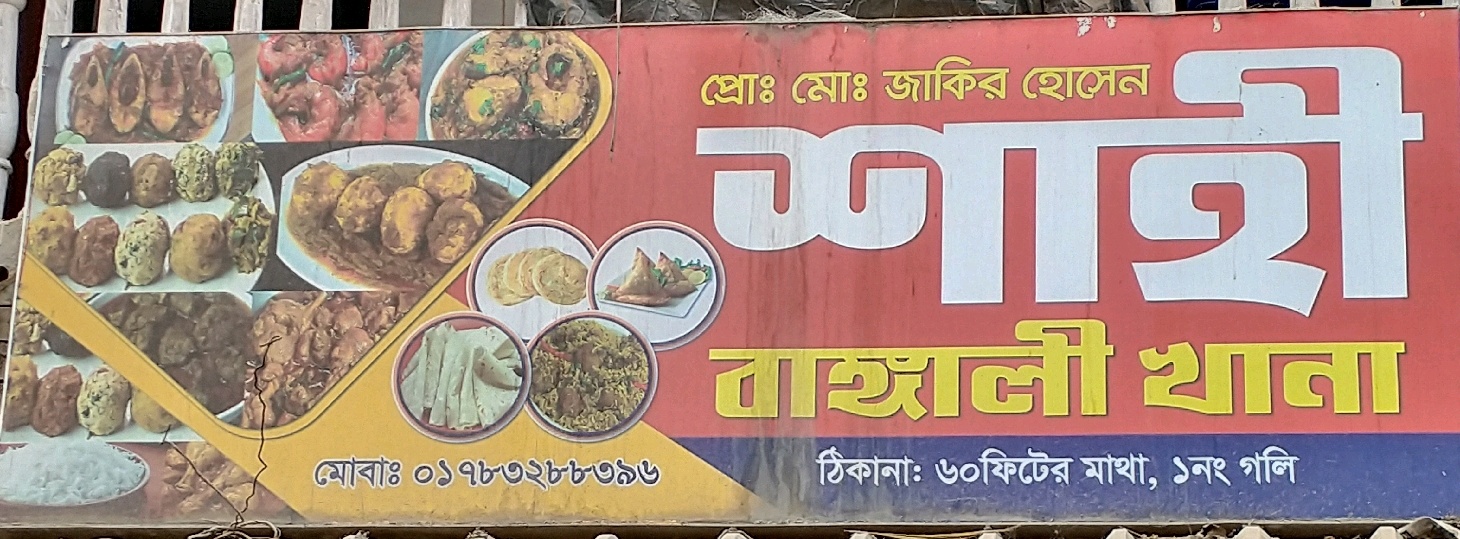 প্রোঃ মোঃ জাকির হোসেন
শাহী
বাঙ্গালী খানা
মোবাঃ ০১৭৮৩২৮৮৩৯৬
ঠিকানা: ৬০ফিটের মাথা, ১নং গলি